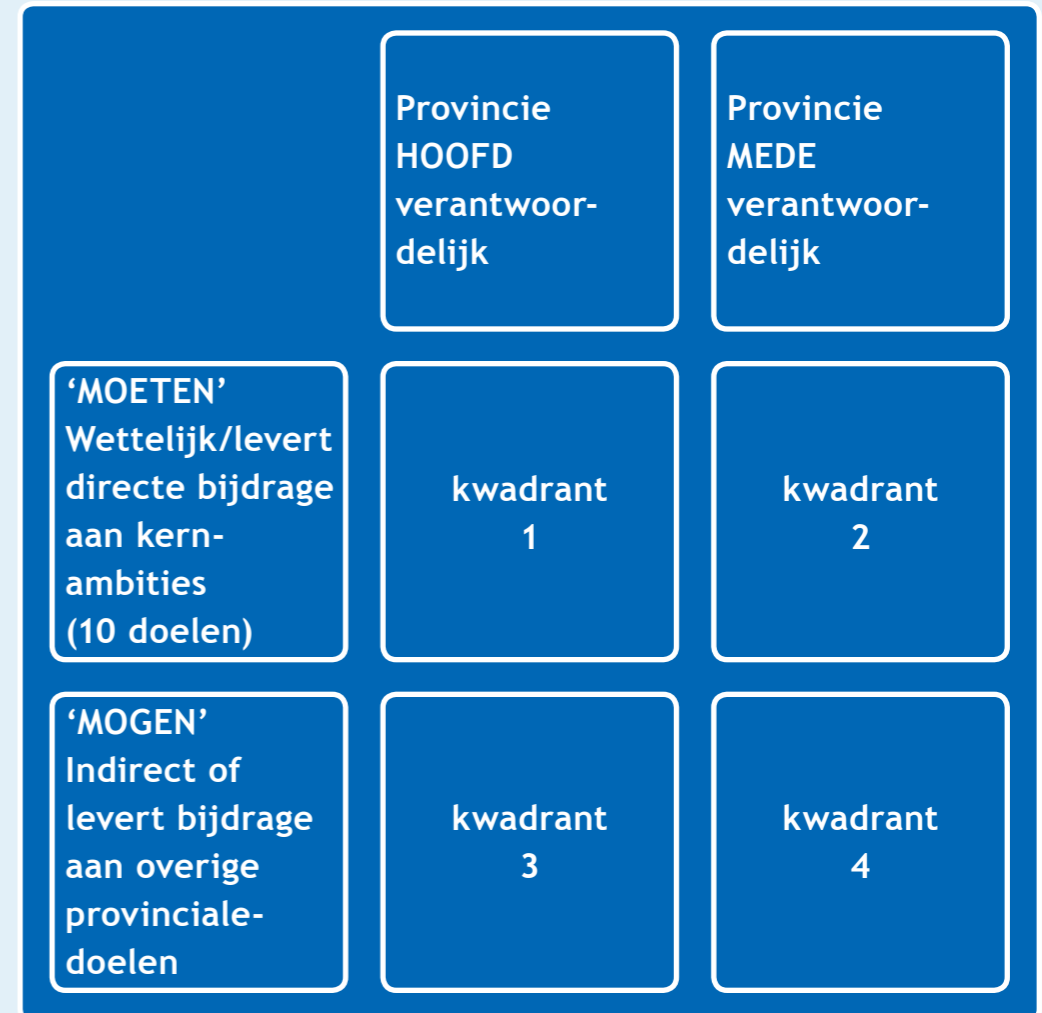 Provincie
HOOFD
verantwoor-
delijk
Provincie
MEDE
verantwoor-
delijk
‘MOETEN’
Wettelijk/levert
directe bijdrage
aan kern-
ambities
(10 doelen)
kwadrant
1
kwadrant
2
‘MOGEN’
Indirect of
levert bijdrage
aan overige
provinciale-
doelen
kwadrant
3
kwadrant
4